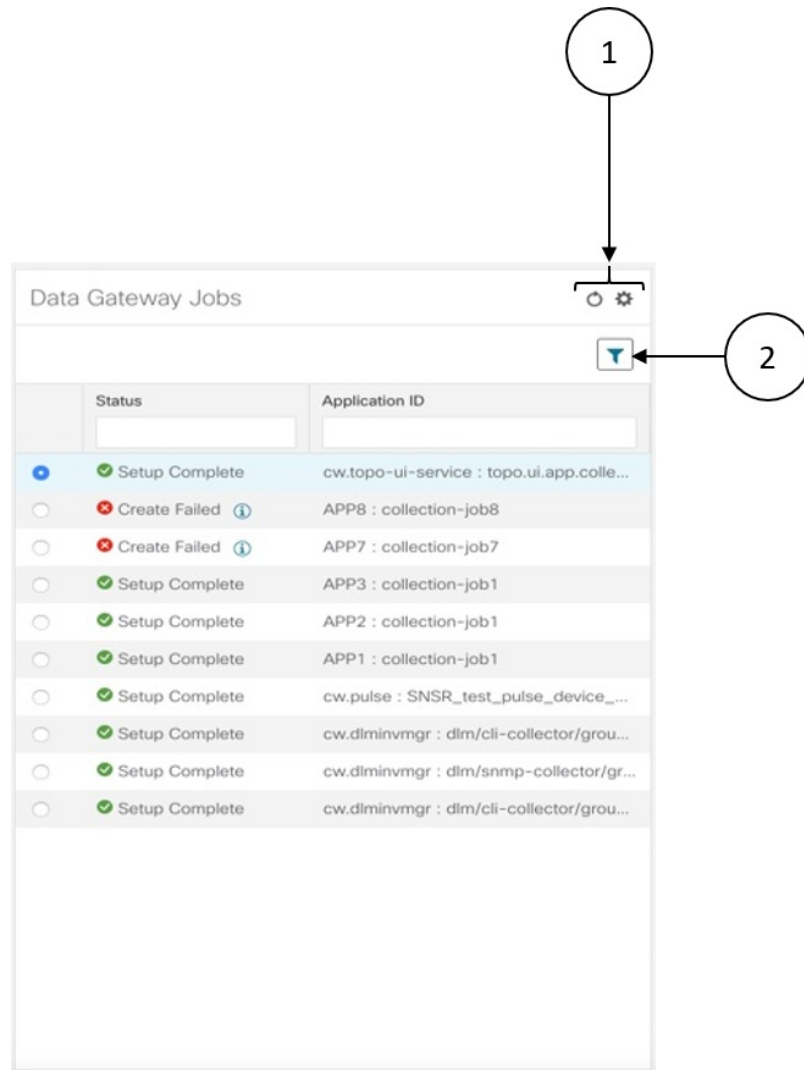 1
Data Gateway Jobs
2
Status Application ID
Setup Complete cw.topo-ui-service : topo.ui.app.colle...
Create Failed APP8 : collection-job8
Create Failed APP7 : collection-job7
Setup Complete APP3 : collection-job1
Setup Complete APP2 : collection-job1
Setup Complete APP1 : collection-job1
Setup Complete cw.pulse : SNSR_test_pulse_device_...
Setup Complete cw.dlminvmgr : dlm/cli-collector/grou...
Setup Complete cw.dlminvmgr : dlm/snmp-collector/gr...
Setup Complete cw.dlminvmgr : dlm/cli-collector/grou...